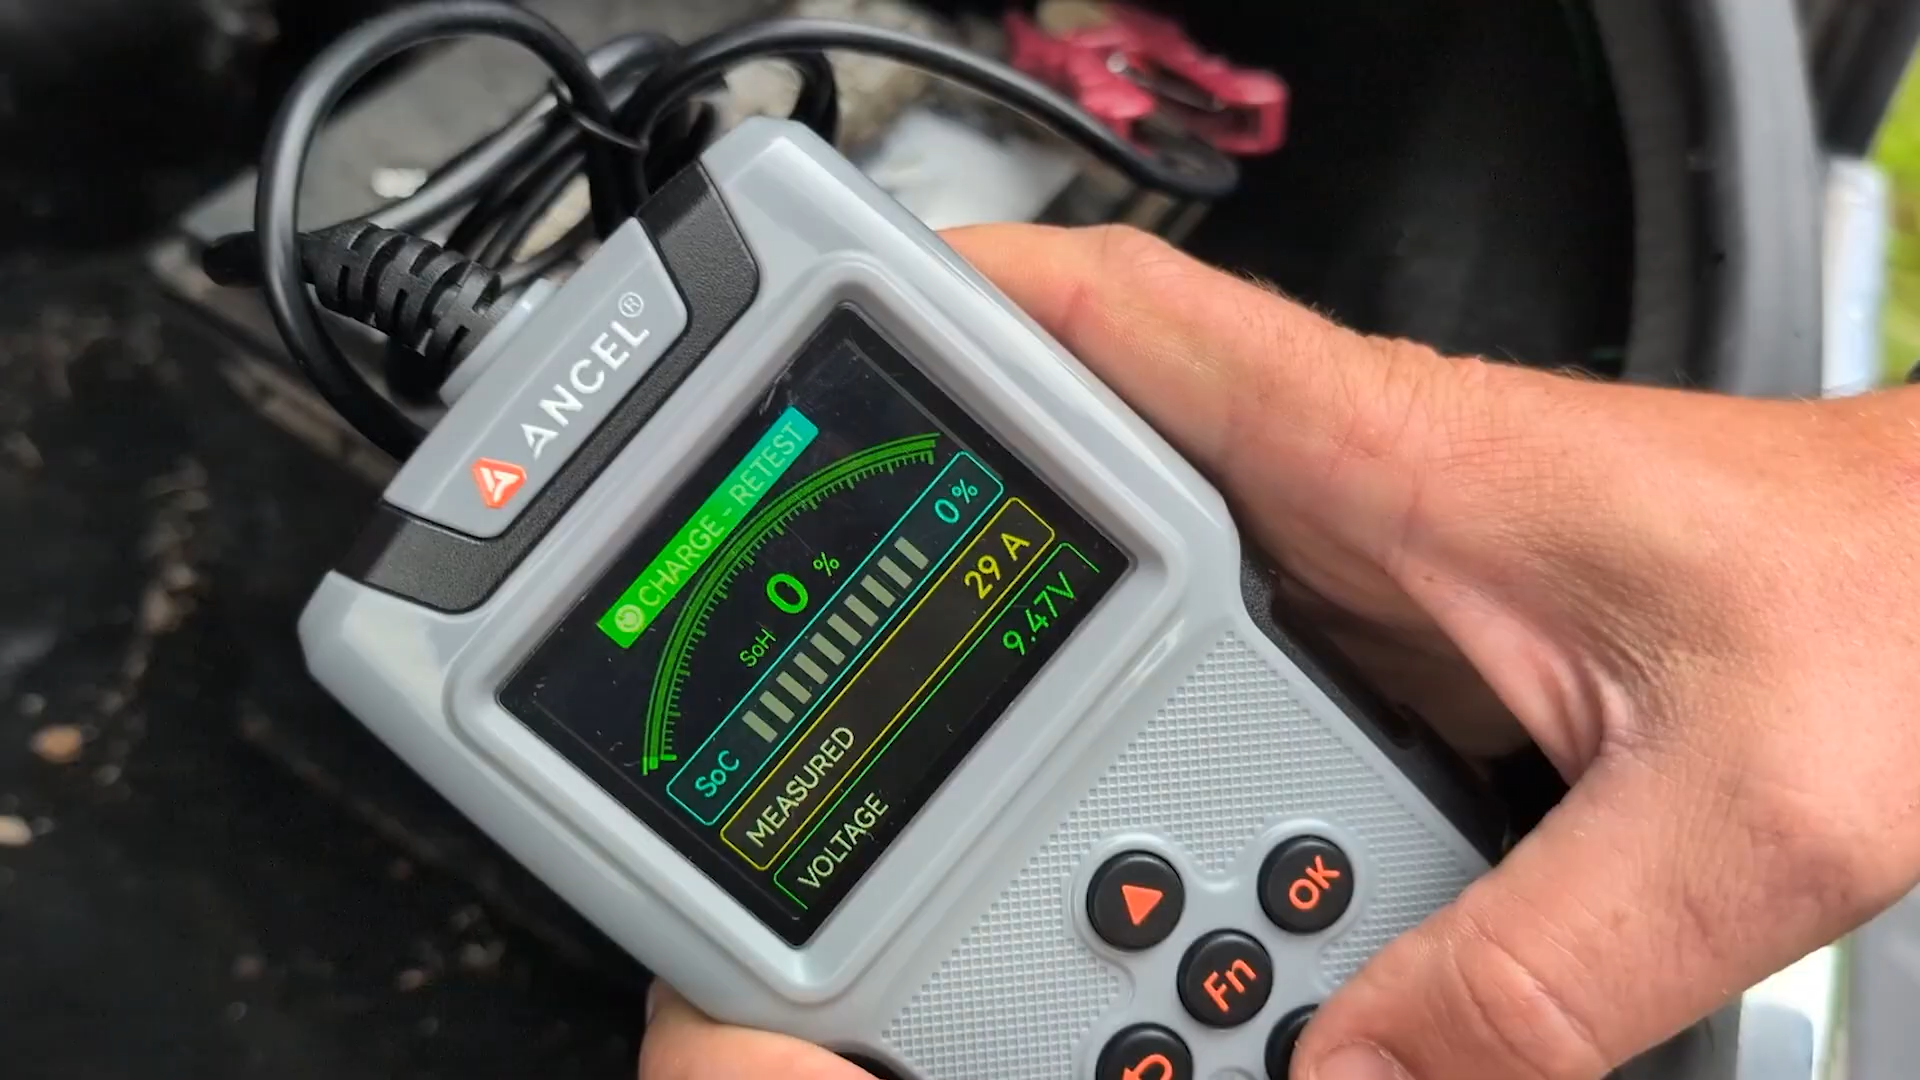 ANCEL®
CHARGE - RETEST
0 %
SoH
SoC 0 %
MEASURED 29 A
VOLTAGE 9.47V
OK
Fn